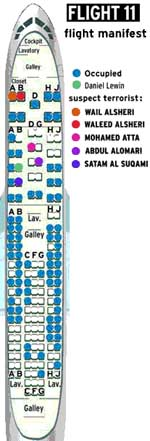 FLIGHT 11
flight manifest
Cockpit
Lavatory
Galley
Occupied
Daniel Lewin
suspect terrorist:
WAIL ALSHERI
WALEED ALSHERI
MOHAMED ATTA
ABDUL ALOMARI
SATAM AL SUQAMI
Closet
A B
D
D G
A B
H J
A B
H J
Lav.
Galley
C F G
A B
H J
Lav.
Lav.
C F G
Galley